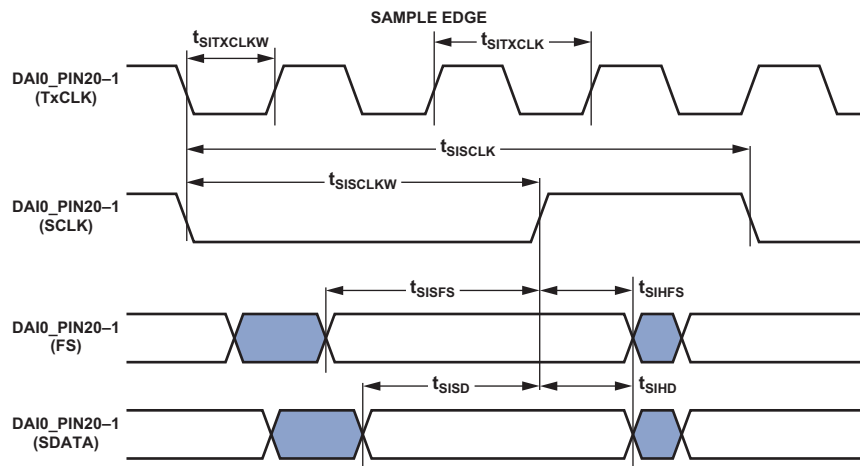 SAMPLE EDGE
tSITXCLKW
tSITXCLK
DAI0_PIN20–1
(TxCLK)
tSISCLK
tSISCLKW
DAI0_PIN20–1
(SCLK)
tSISFS
tSIHFS
DAI0_PIN20–1
(FS)
tSISD
tSIHD
DAI0_PIN20–1
(SDATA)